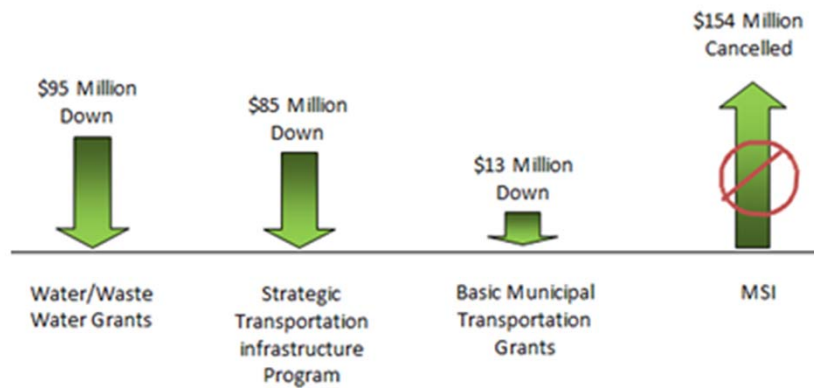 $95 Million
Down
$85 Million
Down
$13 Million
Down
$154 Million
Cancelled
Water/Waste
Water Grants
Strategic
Transportation
infrastructure
Program
Basic Municipal
Transportation
Grants
MSI